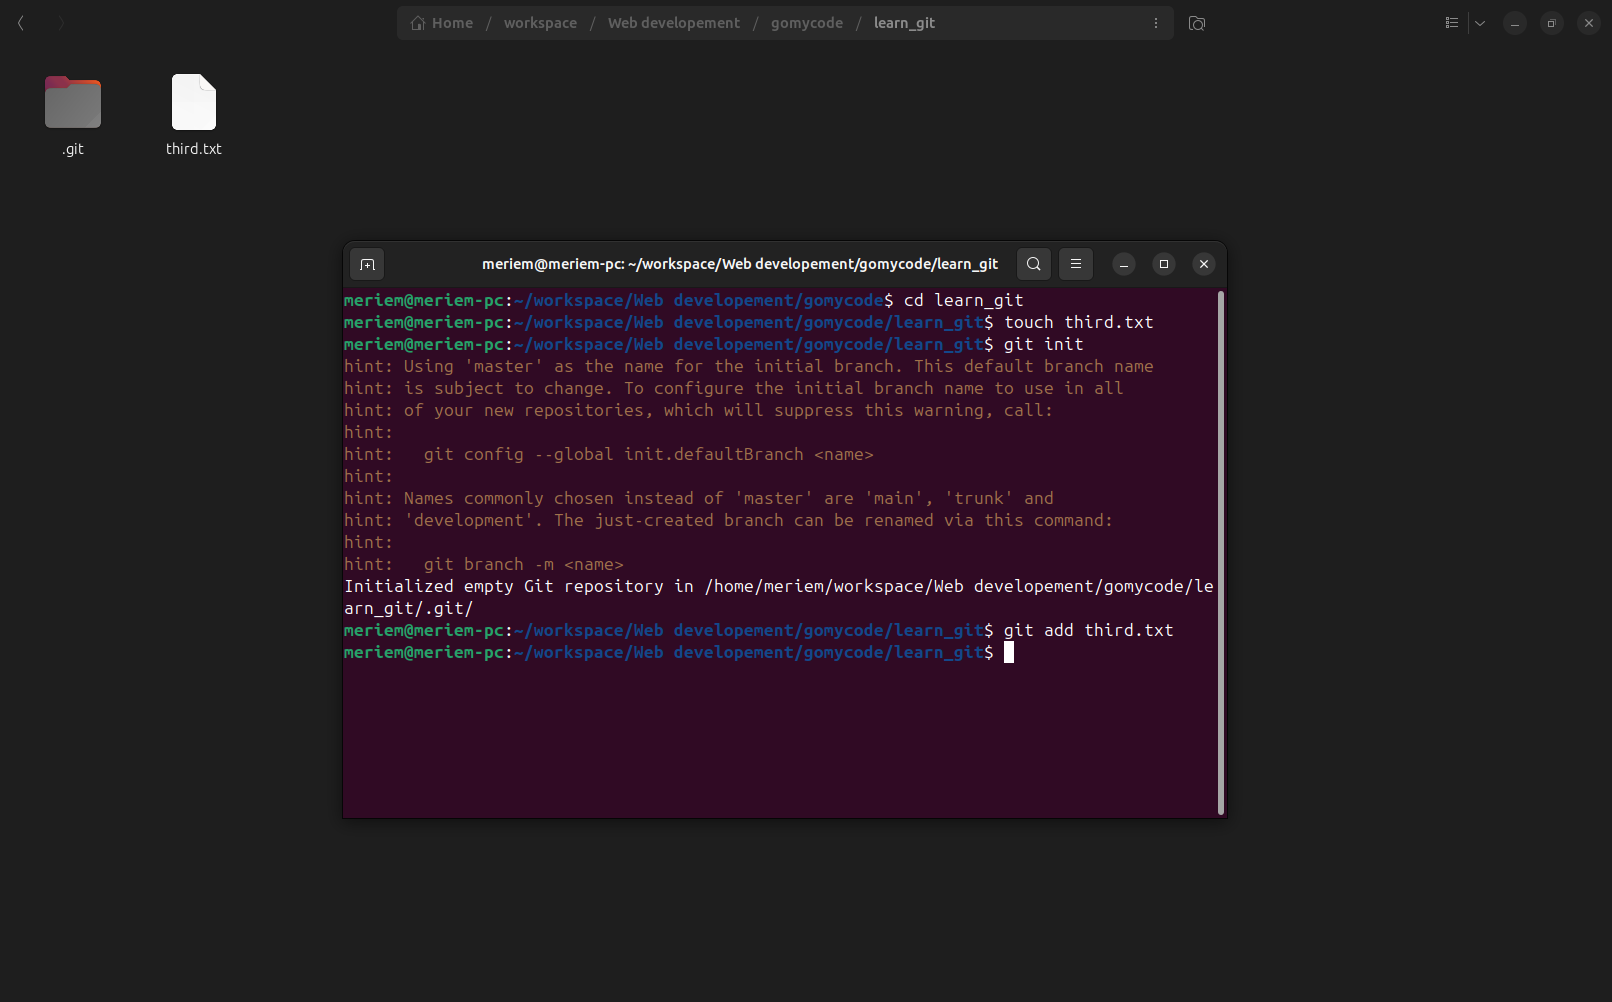 Home / workspace / Web developement / gomycode / learn_git
.git
third.txt
meriem@meriem-pc: ~/workspace/Web developement/gomycode/learn_git
meriem@meriem-pc:~/workspace/Web developement/gomycode$ cd learn_git
meriem@meriem-pc:~/workspace/Web developement/gomycode/learn_git$ touch third.txt
meriem@meriem-pc:~/workspace/Web developement/gomycode/learn_git$ git init
hint: Using 'master' as the name for the initial branch. This default branch name
hint: is subject to change. To configure the initial branch name to use in all
hint: of your new repositories, which will suppress this warning, call:
hint:
hint:   git config --global init.defaultBranch <name>
hint:
hint: Names commonly chosen instead of 'master' are 'main', 'trunk' and
hint: 'development'. The just-created branch can be renamed via this command:
hint:
hint:   git branch -m <name>
Initialized empty Git repository in /home/meriem/workspace/Web developement/gomycode/le
arn_git/.git/
meriem@meriem-pc:~/workspace/Web developement/gomycode/learn_git$ git add third.txt
meriem@meriem-pc:~/workspace/Web developement/gomycode/learn_git$